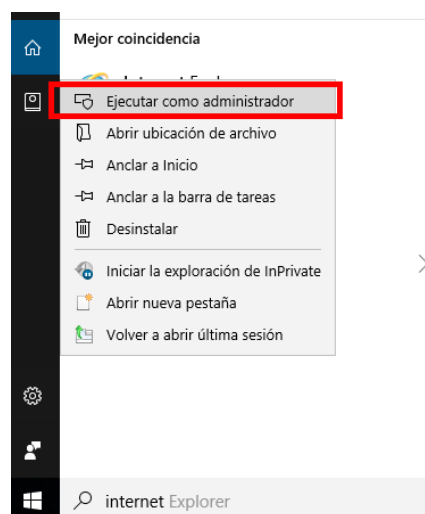 Mejor coincidencia
Ejecutar como administrador
Abrir ubicación de archivo
Anclar a Inicio
Anclar a la barra de tareas
Desinstalar
Iniciar la exploración de InPrivate
Abrir nueva pestaña
Volver a abrir última sesión
internet Explorer